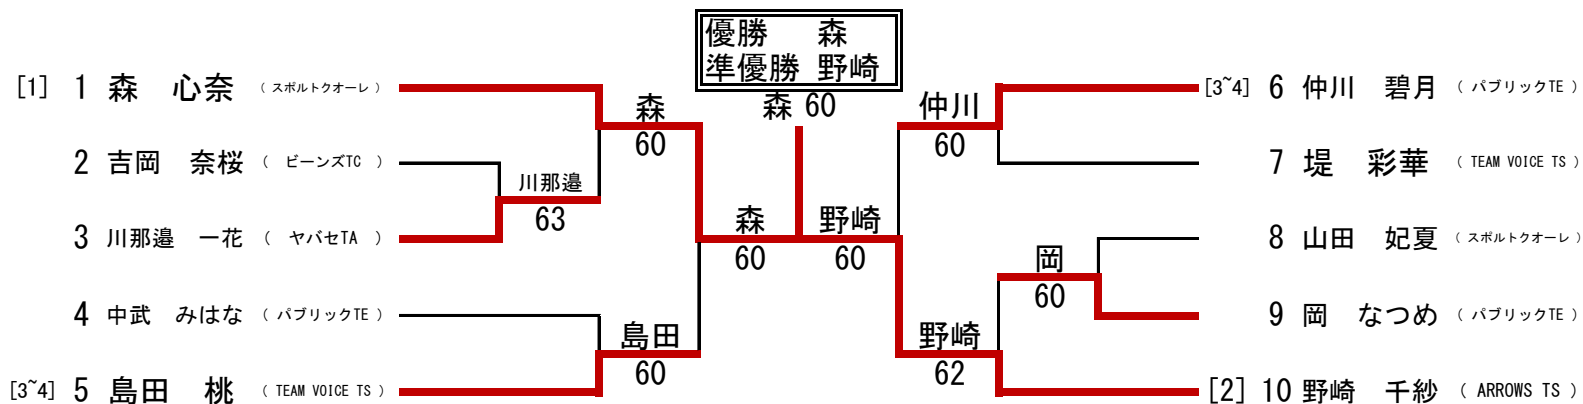 優勝 森
準優勝 野崎
森 60
[1] 1 森 心奈 （ スポルトクオーレ ）
2 吉岡 奈桜 （ ビーンズTC ）
3 川那邉 一花 （ ヤバセTA ）
4 中武 みはな （ パブリックTE ）
[3~4] 5 島田 桃 （ TEAM VOICE TS ）
川那邉
63
森
60
島田
60
森
60
野崎
60
仲川
60
岡
60
野崎
62
[3~4] 6 仲川 碧月 （ パブリックTE ）
7 堤 彩華 （ TEAM VOICE TS ）
8 山田 妃夏 （ スポルトクオーレ ）
9 岡 なつめ （ パブリックTE ）
[2] 10 野崎 千紗 （ ARROWS TS ）